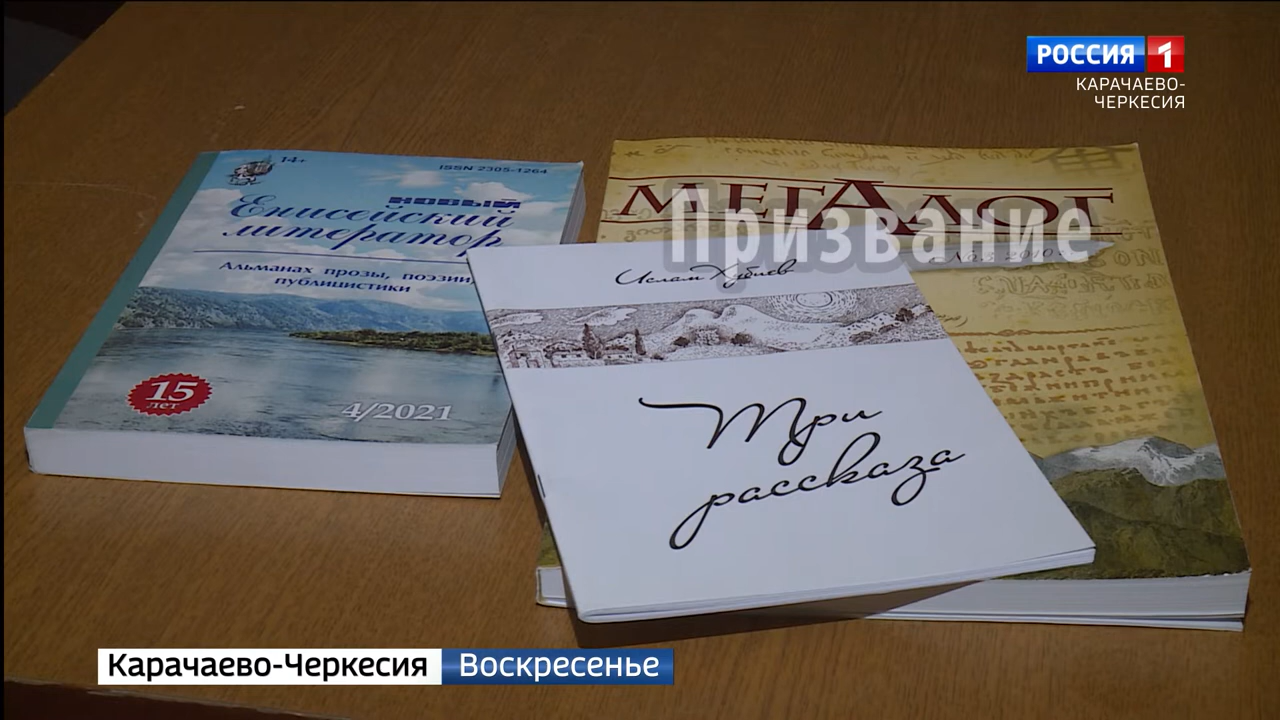 РОССИЯ 1
КАРАЧАЕВО-
ЧЕРКЕСИЯ
14+
ISSN 2305-1264
НОВЫЙ
Енисейский
литератор
Альманах прозы, поэзии,
публицистики
15
лет
4/2021
МЕГАЛОГ
Призвание
Ислам Хубиев
Три
рассказа
Карачаево-Черкесия Воскресенье